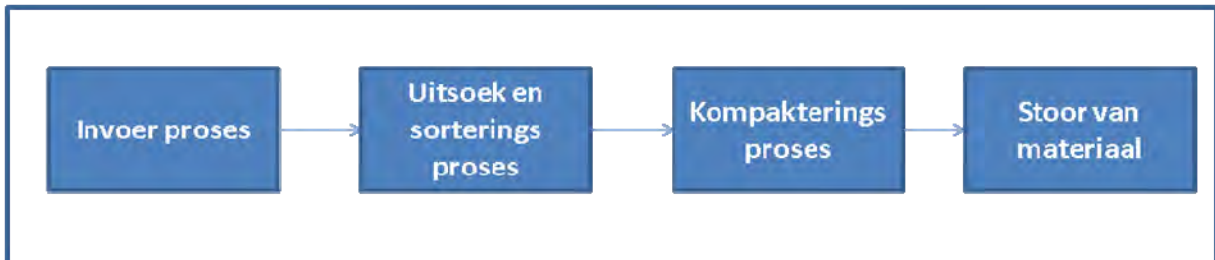 Invoer proses
Uitsoek en
sorterings
proses
Kompakterings
proses
Stoor van
materiaal